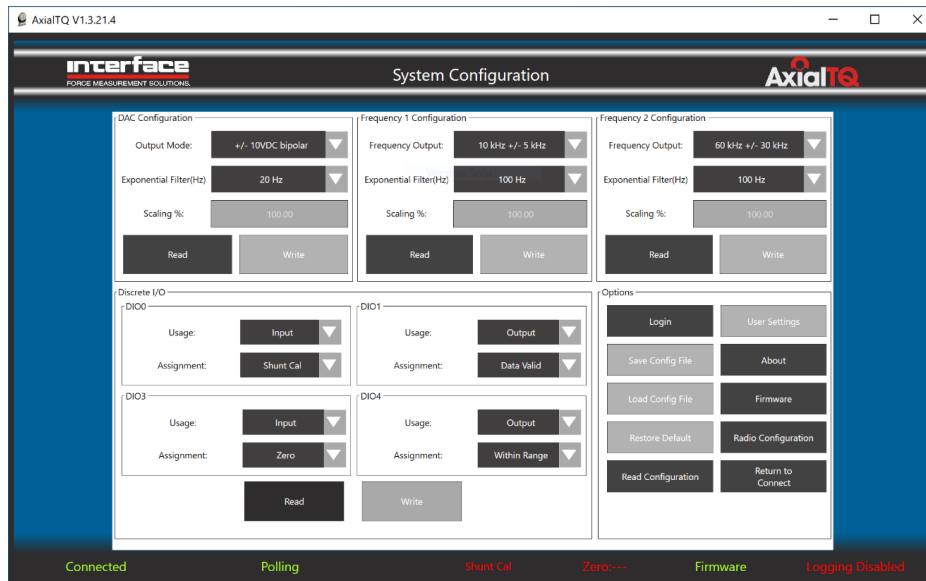 AxialTQ V1.3.21.4
Interface
FORCE MEASUREMENT SOLUTIONS.
System Configuration
AxialTQ
DAC Configuration
Output Mode: +/- 10VDC bipolar
Exponential Filter(Hz) 20 Hz
Scaling %: 100.00
Read Write
Frequency 1 Configuration
Frequency Output: 10 kHz +/- 5 kHz
Exponential Filter(Hz) 100 Hz
Scaling %: 100.00
Read Write
Frequency 2 Configuration
Frequency Output: 60 kHz +/- 30 kHz
Exponential Filter(Hz) 100 Hz
Scaling %: 100.00
Read Write
Discrete I/O
DIO0
Usage: Input
Assignment: Shunt Cal
DIO1
Usage: Output
Assignment: Data Valid
DIO3
Usage: Input
Assignment: Zero
DIO4
Usage: Output
Assignment: Within Range
Read Write
Options
Login User Settings
Save Config File About
Load Config File Firmware
Restore Default Radio Configuration
Read Configuration Return to
Connect
Connected Polling Shunt Cal Zero:--- Firmware Logging Disabled